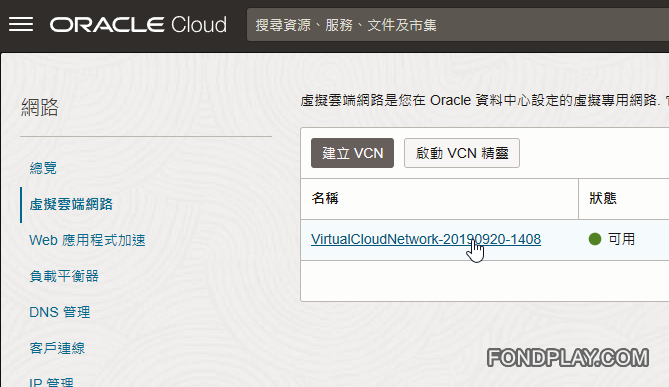 ORACLE Cloud
搜尋資源、服務、文件及市集
網路
虛擬雲端網路是您在 Oracle 資料中心設定的虛擬專用網路.
建立 VCN
啟動 VCN 精靈
名稱
狀態
總覽
虛擬雲端網路
VirtualCloudNetwork-20190920-1408
可用
Web 應用程式加速
負載平衡器
DNS 管理
客戶連線
IP 管理
FONDPLAY.COM